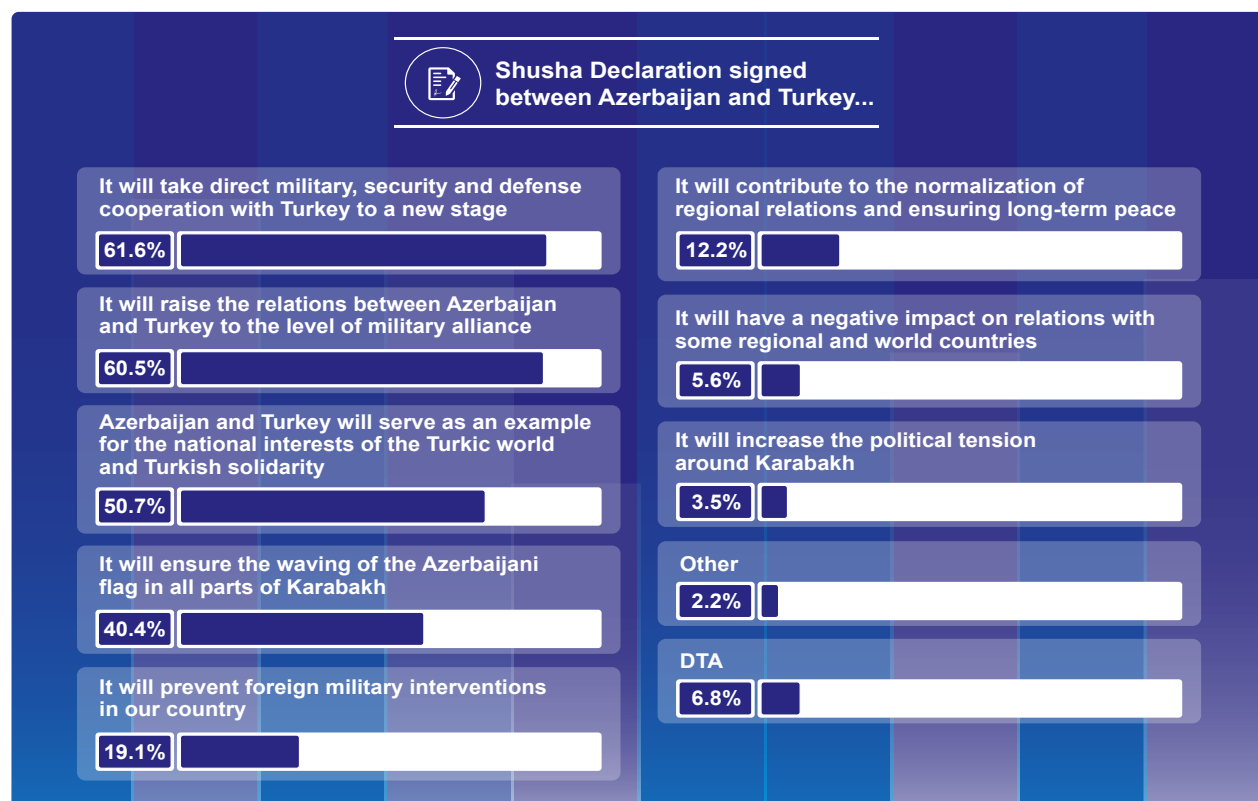 Shusha Declaration signed
between Azerbaijan and Turkey...
It will take direct military, security and defense
cooperation with Turkey to a new stage
61.6%
It will raise the relations between Azerbaijan
and Turkey to the level of military alliance
60.5%
Azerbaijan and Turkey will serve as an example
for the national interests of the Turkic world
and Turkish solidarity
50.7%
It will ensure the waving of the Azerbaijani
flag in all parts of Karabakh
40.4%
It will prevent foreign military interventions
in our country
19.1%
It will contribute to the normalization of
regional relations and ensuring long-term peace
12.2%
It will have a negative impact on relations with
some regional and world countries
5.6%
It will increase the political tension
around Karabakh
3.5%
Other
2.2%
DTA
6.8%